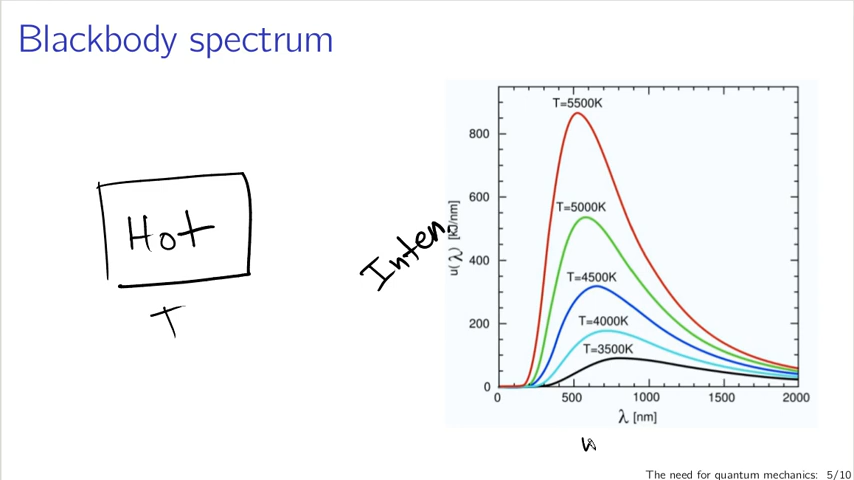 Blackbody spectrum
Hot
T
Inten.
u(λ) [kJ/nm]
800
600
400
200
0
T=5500K
T=5000K
T=4500K
T=4000K
T=3500K
0 500 1000 1500 2000
λ [nm]
The need for quantum mechanics: 5/10